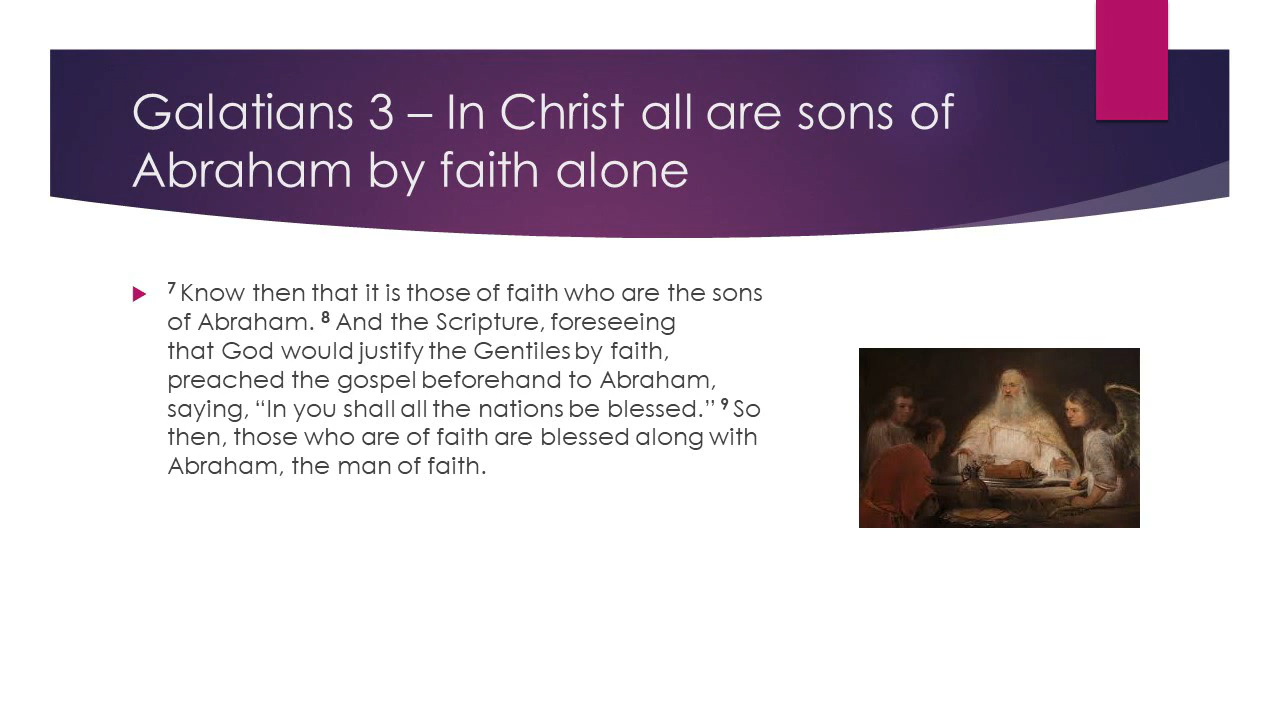 Galatians 3 – In Christ all are sons of
Abraham by faith alone
7 Know then that it is those of faith who are the sons
of Abraham. 8 And the Scripture, foreseeing
that God would justify the Gentiles by faith,
preached the gospel beforehand to Abraham,
saying, “In you shall all the nations be blessed.” 9 So
then, those who are of faith are blessed along with
Abraham, the man of faith.